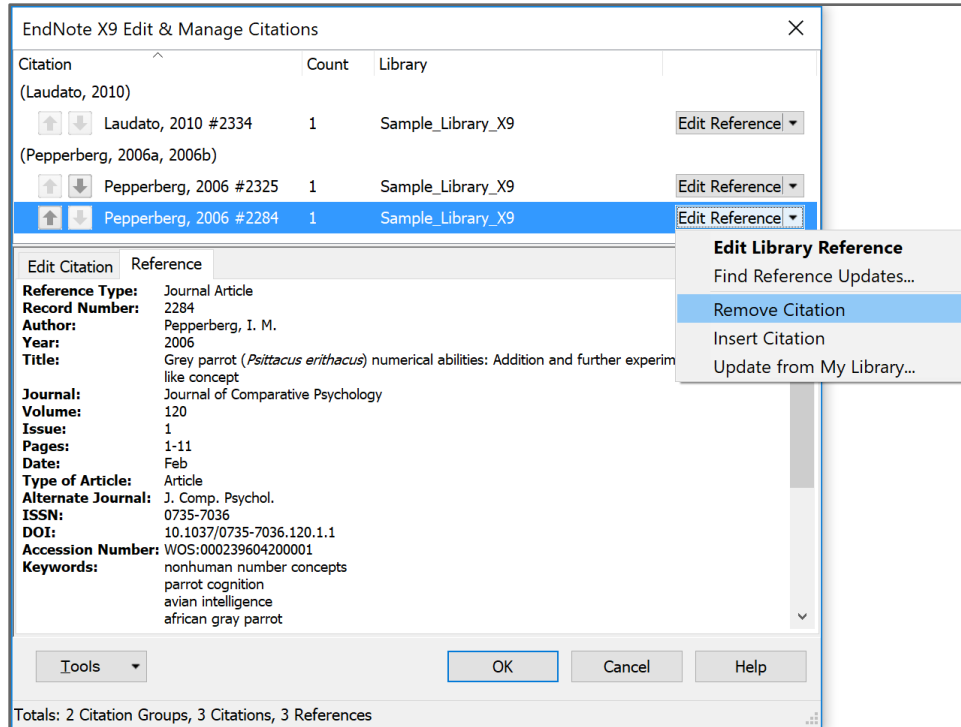 EndNote X9 Edit & Manage Citations
Citation Count Library
(Laudato, 2010)
Laudato, 2010 #2334 1 Sample_Library_X9 Edit Reference
(Pepperberg, 2006a, 2006b)
Pepperberg, 2006 #2325 1 Sample_Library_X9 Edit Reference
Pepperberg, 2006 #2284 1 Sample_Library_X9 Edit Reference
Edit Library Reference
Find Reference Updates...
Remove Citation
Insert Citation
Update from My Library...
Edit Citation Reference
Reference Type: Journal Article
Record Number: 2284
Author: Pepperberg, I. M.
Year: 2006
Title: Grey parrot (Psittacus erithacus) numerical abilities: Addition and further experim
like concept
Journal: Journal of Comparative Psychology
Volume: 120
Issue: 1
Pages: 1-11
Date: Feb
Type of Article: Article
Alternate Journal: J. Comp. Psychol.
ISSN: 0735-7036
DOI: 10.1037/0735-7036.120.1.1
Accession Number: WOS:000239604200001
Keywords: nonhuman number concepts
parrot cognition
avian intelligence
african gray parrot
Tools OK Cancel Help
Totals: 2 Citation Groups, 3 Citations, 3 References